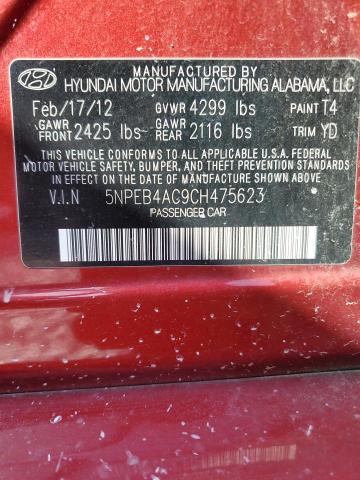 MANUFACTURED BY
HYUNDAI MOTOR MANUFACTURING ALABAMA, LLC
Feb/17/12 GVWR 4299 lbs PAINT T4
GAWR FRONT 2425 lbs GAWR REAR 2116 lbs TRIM YD
THIS VEHICLE CONFORMS TO ALL APPLICABLE U.S.A. FEDERAL
MOTOR VEHICLE SAFETY, BUMPER, AND THEFT PREVENTION
STANDARDS IN EFFECT ON THE DATE OF MANUFACTURE SHOWN ABOVE.
V.I.N 5NPEB4AC9CH475623
PASSENGER CAR